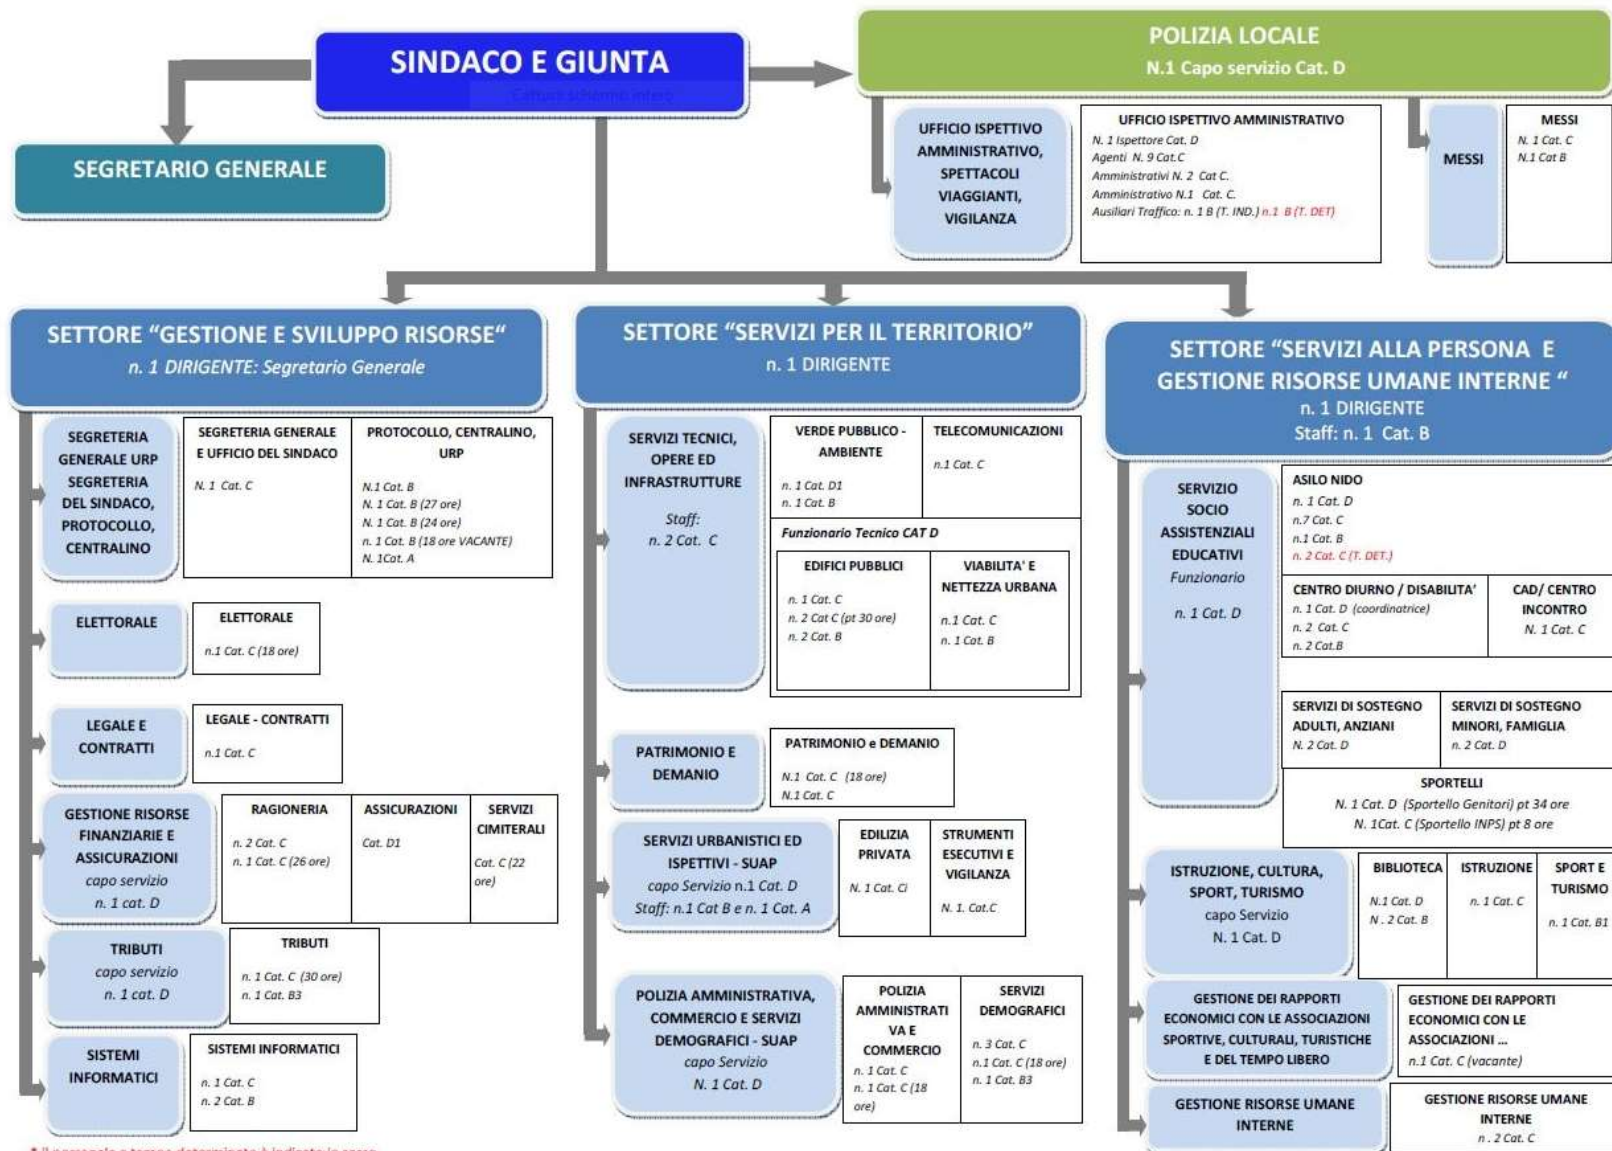 SINDACO E GIUNTA
Cattura schermo intero
SEGRETARIO GENERALE
POLIZIA LOCALE
N.1 Capo servizio Cat. D
UFFICIO ISPETTIVO
AMMINISTRATIVO,
SPETTACOLI
VIAGGIANTI,
VIGILANZA
UFFICIO ISPETTIVO AMMINISTRATIVO
N. 1 Ispettore Cat. D
Agenti N. 9 Cat.C
Amministrativi N. 2 Cat C.
Amministrativo N.1 Cat. C.
Ausiliari Traffico: n. 1 B (T. IND.) n.1 B (T. DET)
MESSI
MESSI
N. 1 Cat. C
N.1 Cat B
SETTORE “GESTIONE E SVILUPPO RISORSE“
n. 1 DIRIGENTE: Segretario Generale
SEGRETERIA
GENERALE URP
SEGRETERIA
DEL SINDACO,
PROTOCOLLO,
CENTRALINO
SEGRETERIA GENERALE
E UFFICIO DEL SINDACO
N. 1 Cat. C
PROTOCOLLO, CENTRALINO,
URP
N.1 Cat. B
N. 1 Cat. B (27 ore)
N. 1 Cat. B (24 ore)
n. 1 Cat. B (18 ore VACANTE)
N. 1Cat. A
ELETTORALE
ELETTORALE
n.1 Cat. C (18 ore)
LEGALE E
CONTRATTI
LEGALE - CONTRATTI
n.1 Cat. C
GESTIONE RISORSE
FINANZIARIE E
ASSICURAZIONI
capo servizio
n. 1 cat. D
RAGIONERIA
n. 2 Cat. C
n. 1 Cat. C (26 ore)
ASSICURAZIONI
Cat. D1
SERVIZI
CIMITERALI
Cat. C (22
ore)
TRIBUTI
capo servizio
n. 1 cat. D
TRIBUTI
n. 1 Cat. C (30 ore)
n. 1 Cat. B3
SISTEMI
INFORMATICI
SISTEMI INFORMATICI
n. 1 Cat. C
n. 2 Cat. B
SETTORE “SERVIZI PER IL TERRITORIO”
n. 1 DIRIGENTE
SERVIZI TECNICI,
OPERE ED
INFRASTRUTTURE
Staff:
n. 2 Cat. C
VERDE PUBBLICO -
AMBIENTE
n. 1 Cat. D1
n. 1 Cat. B
TELECOMUNICAZIONI
n.1 Cat. C
Funzionario Tecnico CAT D
EDIFICI PUBBLICI
n. 1 Cat. C
n. 2 Cat C (pt 30 ore)
n. 2 Cat. B
VIABILITA' E
NETTEZZA URBANA
n.1 Cat. C
n. 1 Cat. B
PATRIMONIO E
DEMANIO
PATRIMONIO e DEMANIO
N.1 Cat. C (18 ore)
N.1 Cat. C
SERVIZI URBANISTICI ED
ISPETTIVI - SUAP
capo Servizio n.1 Cat. D
Staff: n.1 Cat B e n. 1 Cat. A
EDILIZIA
PRIVATA
N. 1 Cat. Ci
STRUMENTI
ESECUTIVI E
VIGILANZA
N. 1. Cat.C
POLIZIA AMMINISTRATIVA,
COMMERCIO E SERVIZI
DEMOGRAFICI - SUAP
capo Servizio
N. 1 Cat. D
POLIZIA
AMMINISTRATI
VA E
COMMERCIO
n. 1 Cat. C
n. 1 Cat. C (18
ore)
SERVIZI
DEMOGRAFICI
n. 3 Cat. C
n.1 Cat. C (18 ore)
n. 1 Cat. B3
SETTORE “SERVIZI ALLA PERSONA E
GESTIONE RISORSE UMANE INTERNE “
n. 1 DIRIGENTE
Staff: n. 1 Cat. B
SERVIZIO
SOCIO
ASSISTENZIALI
EDUCATIVI
Funzionario
n. 1 Cat. D
ASILO NIDO
n. 1 Cat. D
n.7 Cat. C
n.1 Cat. B
n. 2 Cat. C (T. DET.)
CENTRO DIURNO / DISABILITA’
n. 1 Cat. D (coordinatrice)
n. 2 Cat. C
n. 2 Cat.B
CAD/ CENTRO
INCONTRO
N. 1 Cat. C
SERVIZI DI SOSTEGNO
ADULTI, ANZIANI
N. 2 Cat. D
SERVIZI DI SOSTEGNO
MINORI, FAMIGLIA
n. 2 Cat. D
SPORTELLI
N. 1 Cat. D (Sportello Genitori) pt 34 ore
N. 1Cat. C (Sportello INPS) pt 8 ore
ISTRUZIONE, CULTURA,
SPORT, TURISMO
capo Servizio
N. 1 Cat. D
BIBLIOTECA
N.1 Cat. D
N . 2 Cat. B
ISTRUZIONE
n. 1 Cat. C
SPORT E
TURISMO
n. 1 Cat. B1
GESTIONE DEI RAPPORTI
ECONOMICI CON LE ASSOCIAZIONI
SPORTIVE, CULTURALI, TURISTICHE
E DEL TEMPO LIBERO
GESTIONE DEI RAPPORTI
ECONOMICI CON LE
ASSOCIAZIONI ...
n.1 Cat. C (vacante)
GESTIONE RISORSE UMANE
INTERNE
GESTIONE RISORSE UMANE
INTERNE
n . 2 Cat. C